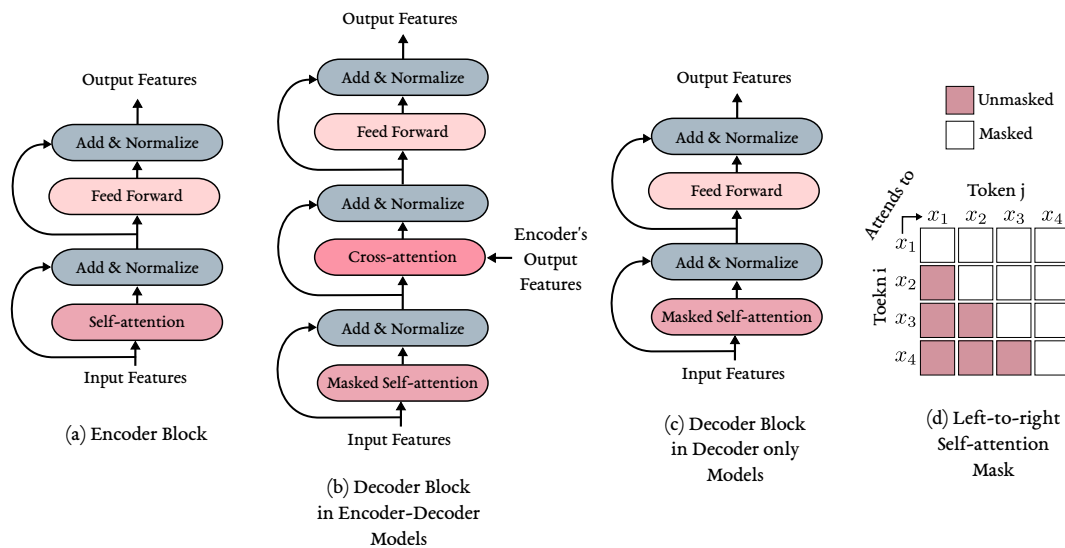 Output Features
Add & Normalize
Feed Forward
Add & Normalize
Self-attention
Input Features
(a) Encoder Block
Output Features
Add & Normalize
Feed Forward
Add & Normalize
Cross-attention
Encoder's
Output
Features
Add & Normalize
Masked Self-attention
Input Features
(b) Decoder Block
in Encoder-Decoder
Models
Output Features
Add & Normalize
Feed Forward
Add & Normalize
Masked Self-attention
Input Features
(c) Decoder Block
in Decoder only
Models
Unmasked
Masked
Attends to
Token j
x₁ x₂ x₃ x₄
Toekn i
x₁
x₂
x₃
x₄
(d) Left-to-right
Self-attention
Mask